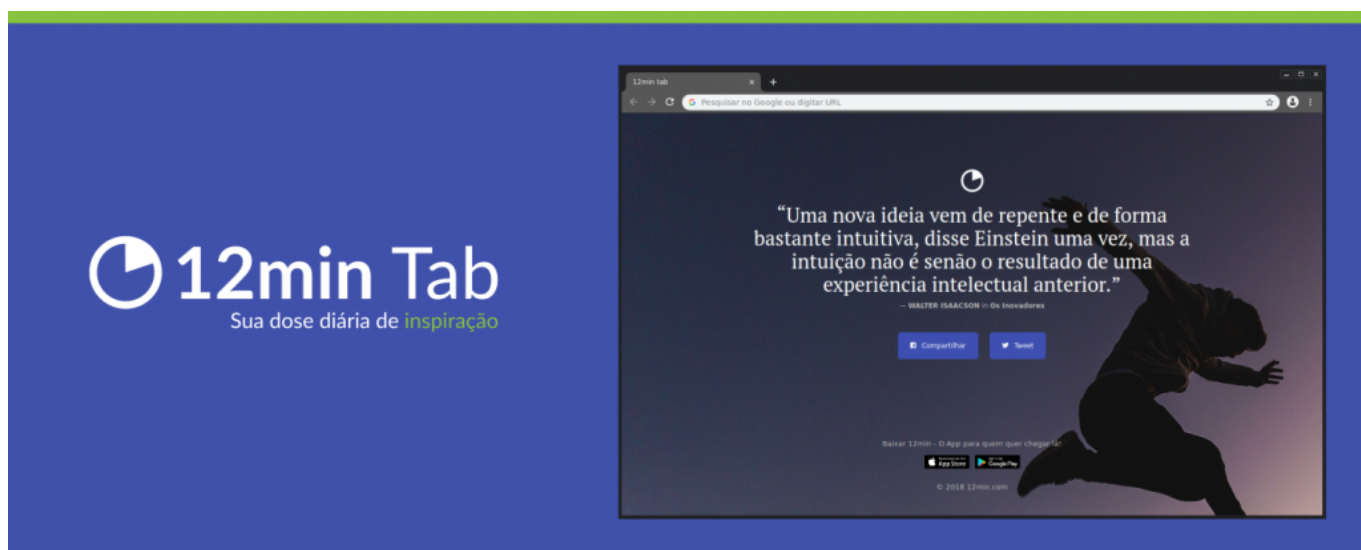 12min Tab
Sua dose diária de inspiração
12min tab
Pesquisar no Google ou digitar URL
“Uma nova ideia vem de repente e de forma
bastante intuitiva, disse Einstein uma vez, mas a
intuição não é senão o resultado de uma
experiência intelectual anterior.”
— WALTER ISAACSON in Os Inovadores
Compartilhar
Tweet
Baixar 12min - O App para quem quer chegar lá!
App Store
Google Play
© 2018 12min.com